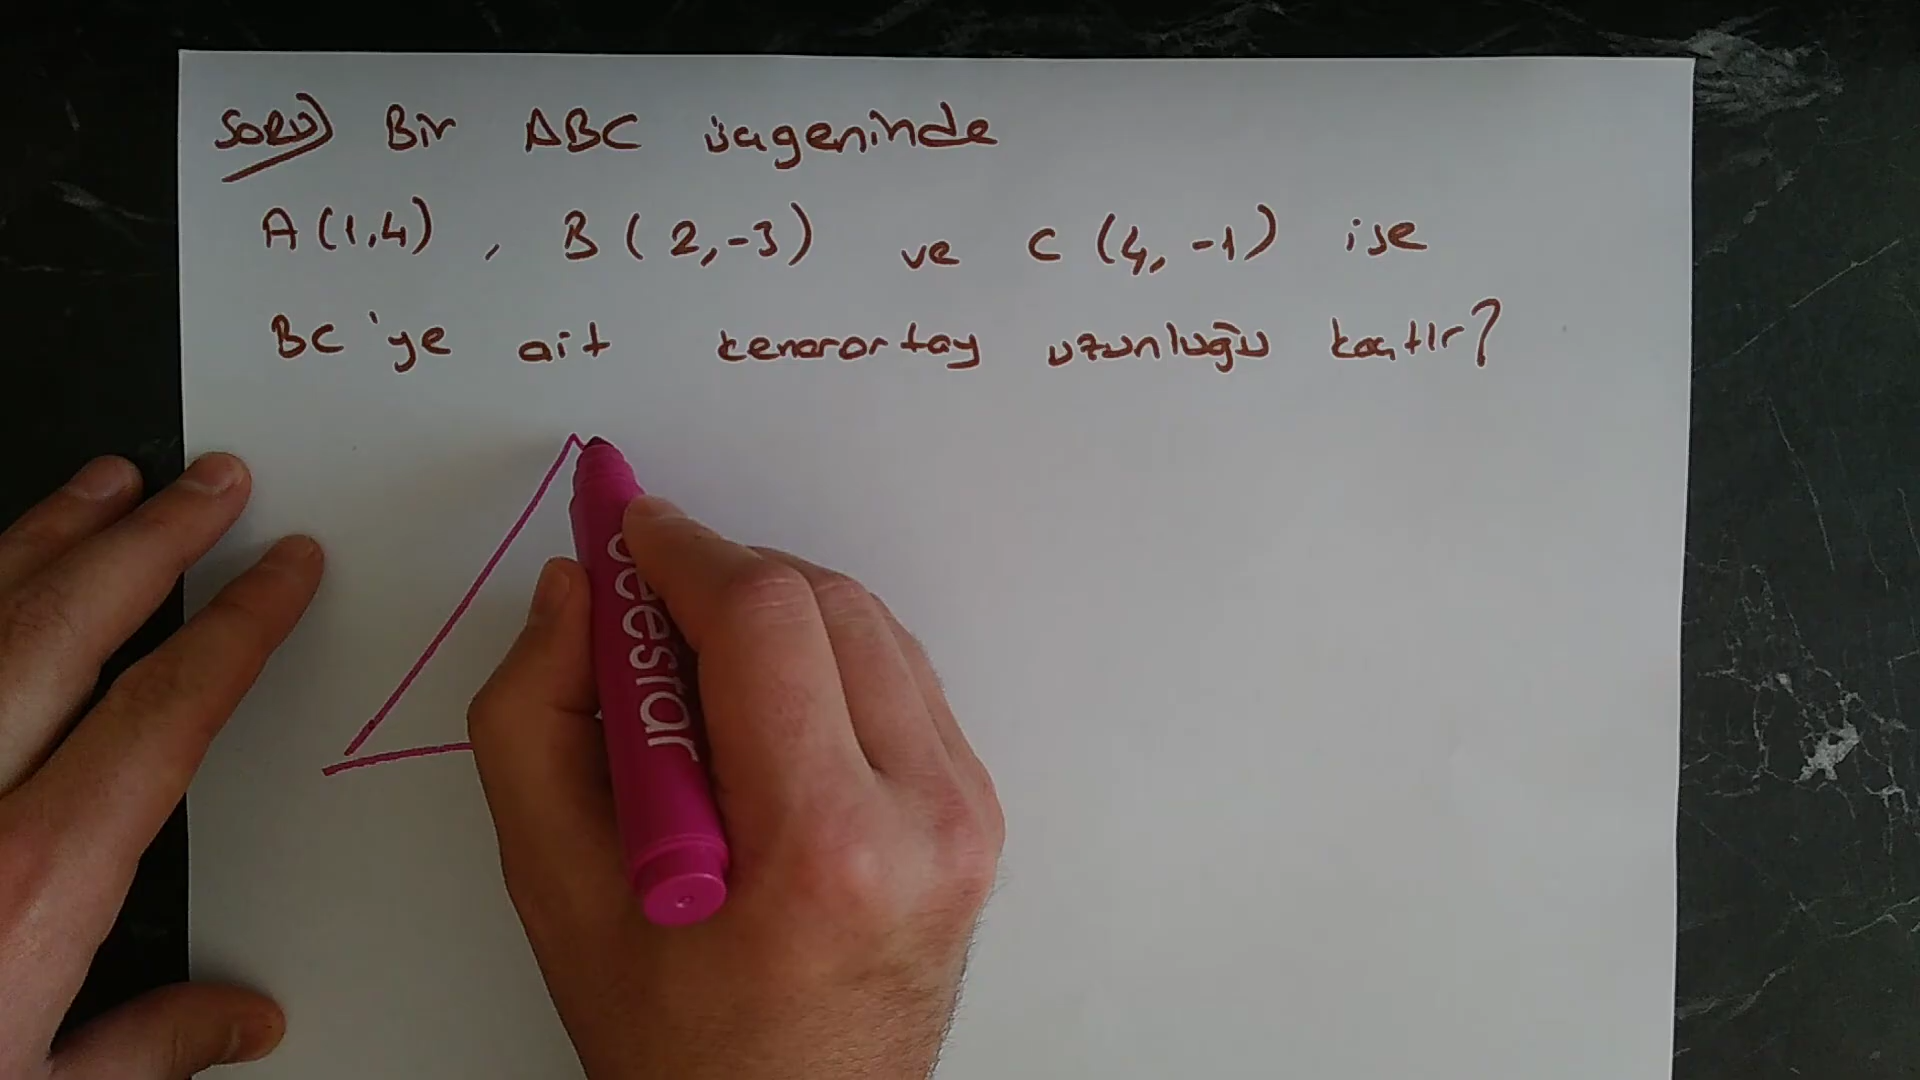 SORU) Bir ABC üçgeninde
A(1,4), B(2,-3) ve C(4,-1) ise
BC'ye ait kenarortay uzunluğu kaçtır?